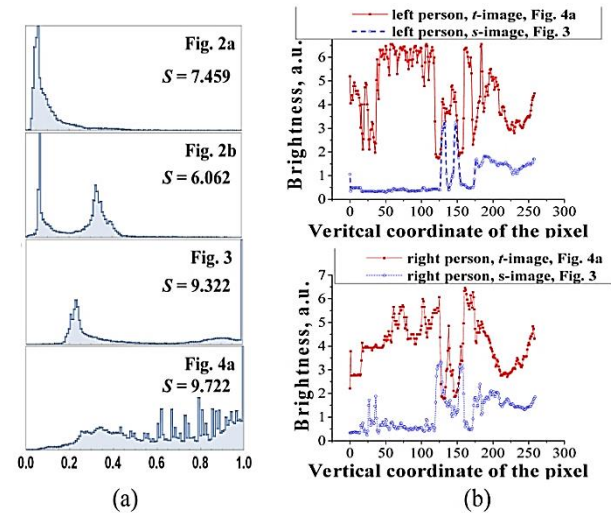 (a)
Fig. 2a
S = 7.459
Fig. 2b
S = 6.062
Fig. 3
S = 9.322
Fig. 4a
S = 9.722
0.0 0.2 0.4 0.6 0.8 1.0
(a)
(b)
left person, t-image, Fig. 4a
left person, s-image, Fig. 3
Brightness, a.u.
6
5
4
3
2
1
0
0 50 100 150 200 250 300
Veritcal coordinate of the pixel
right person, t-image, Fig. 4a
right person, s-image, Fig. 3
Brightness, a.u.
7
6
5
4
3
2
1
0
0 50 100 150 200 250 300
Vertical coordinate of the pixel
(b)